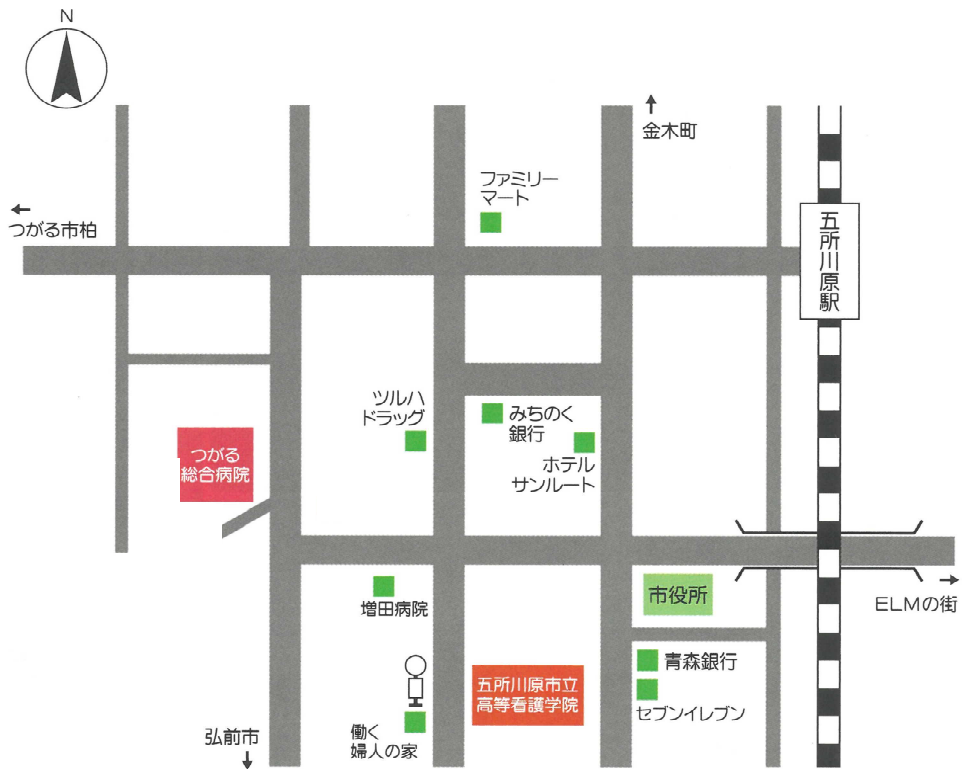 N
金木町
ファミリー
マート
つがる市柏
五所川原駅
ツルハ
ドラッグ
みちのく
銀行
ホテル
サンルート
つがる
総合病院
増田病院
市役所
ELMの街
青森銀行
セブンイレブン
五所川原市立
高等看護学院
働く
婦人の家
弘前市